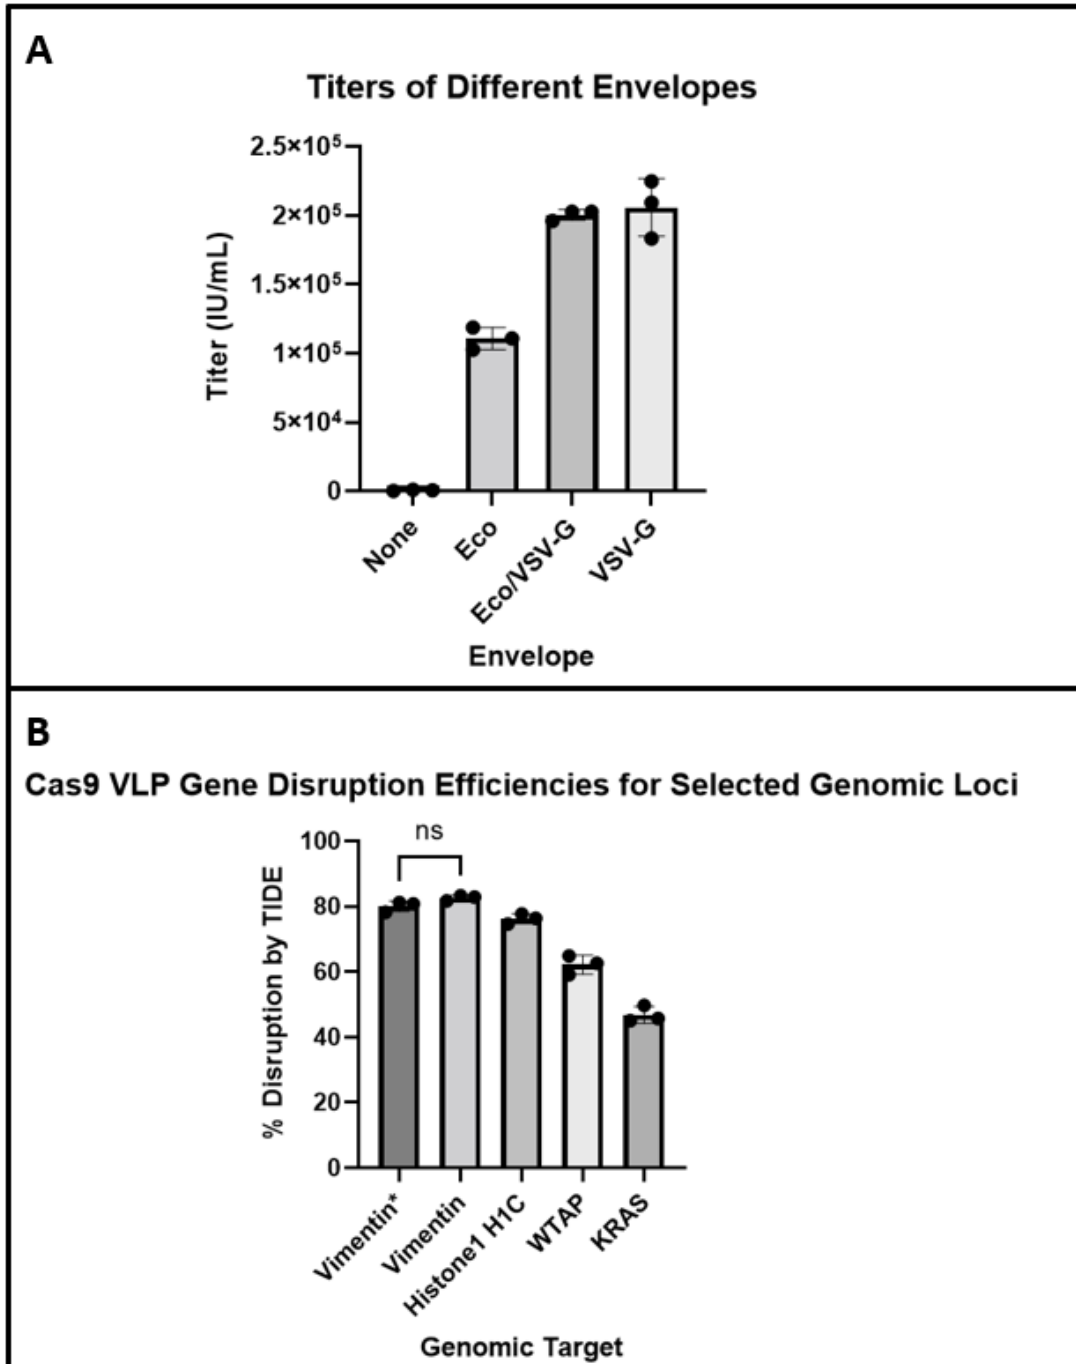 A
Titers of Different Envelopes
2.5×10⁵
2×10⁵
1.5×10⁵
1×10⁵
5×10⁴
0
Titer (IU/mL)
None
Eco
Eco/VSV-G
VSV-G
Envelope
B
Cas9 VLP Gene Disruption Efficiencies for Selected Genomic Loci
ns
100
80
60
40
20
0
% Disruption by TIDE
Vimentin*
Vimentin
Histone1 H1C
WTAP
KRAS
Genomic Target